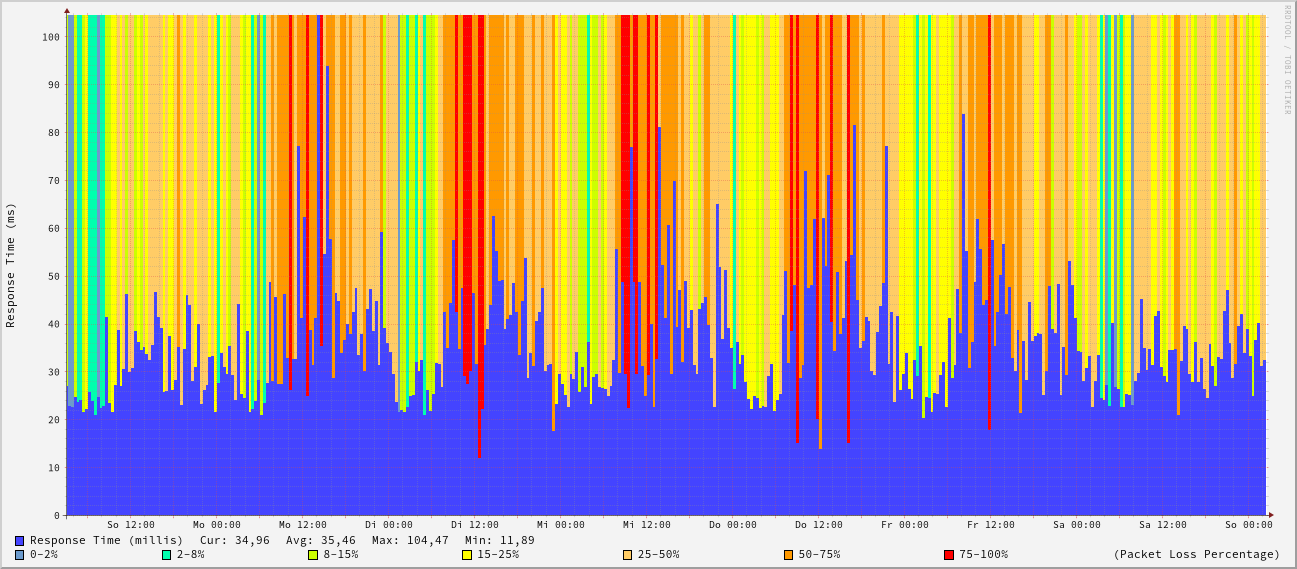 RRDTOOL / TOBI OETIKER
Response Time (ms)
100
90
80
70
60
50
40
30
20
10
0
So 12:00 Mo 00:00 Mo 12:00 Di 00:00 Di 12:00 Mi 00:00 Mi 12:00 Do 00:00 Do 12:00 Fr 00:00 Fr 12:00 Sa 00:00 Sa 12:00 So 00:00
Response Time (millis) Cur: 34,96 Avg: 35,46 Max: 104,47 Min: 11,89
0-2% 2-8% 8-15% 15-25% 25-50% 50-75% 75-100% (Packet Loss Percentage)